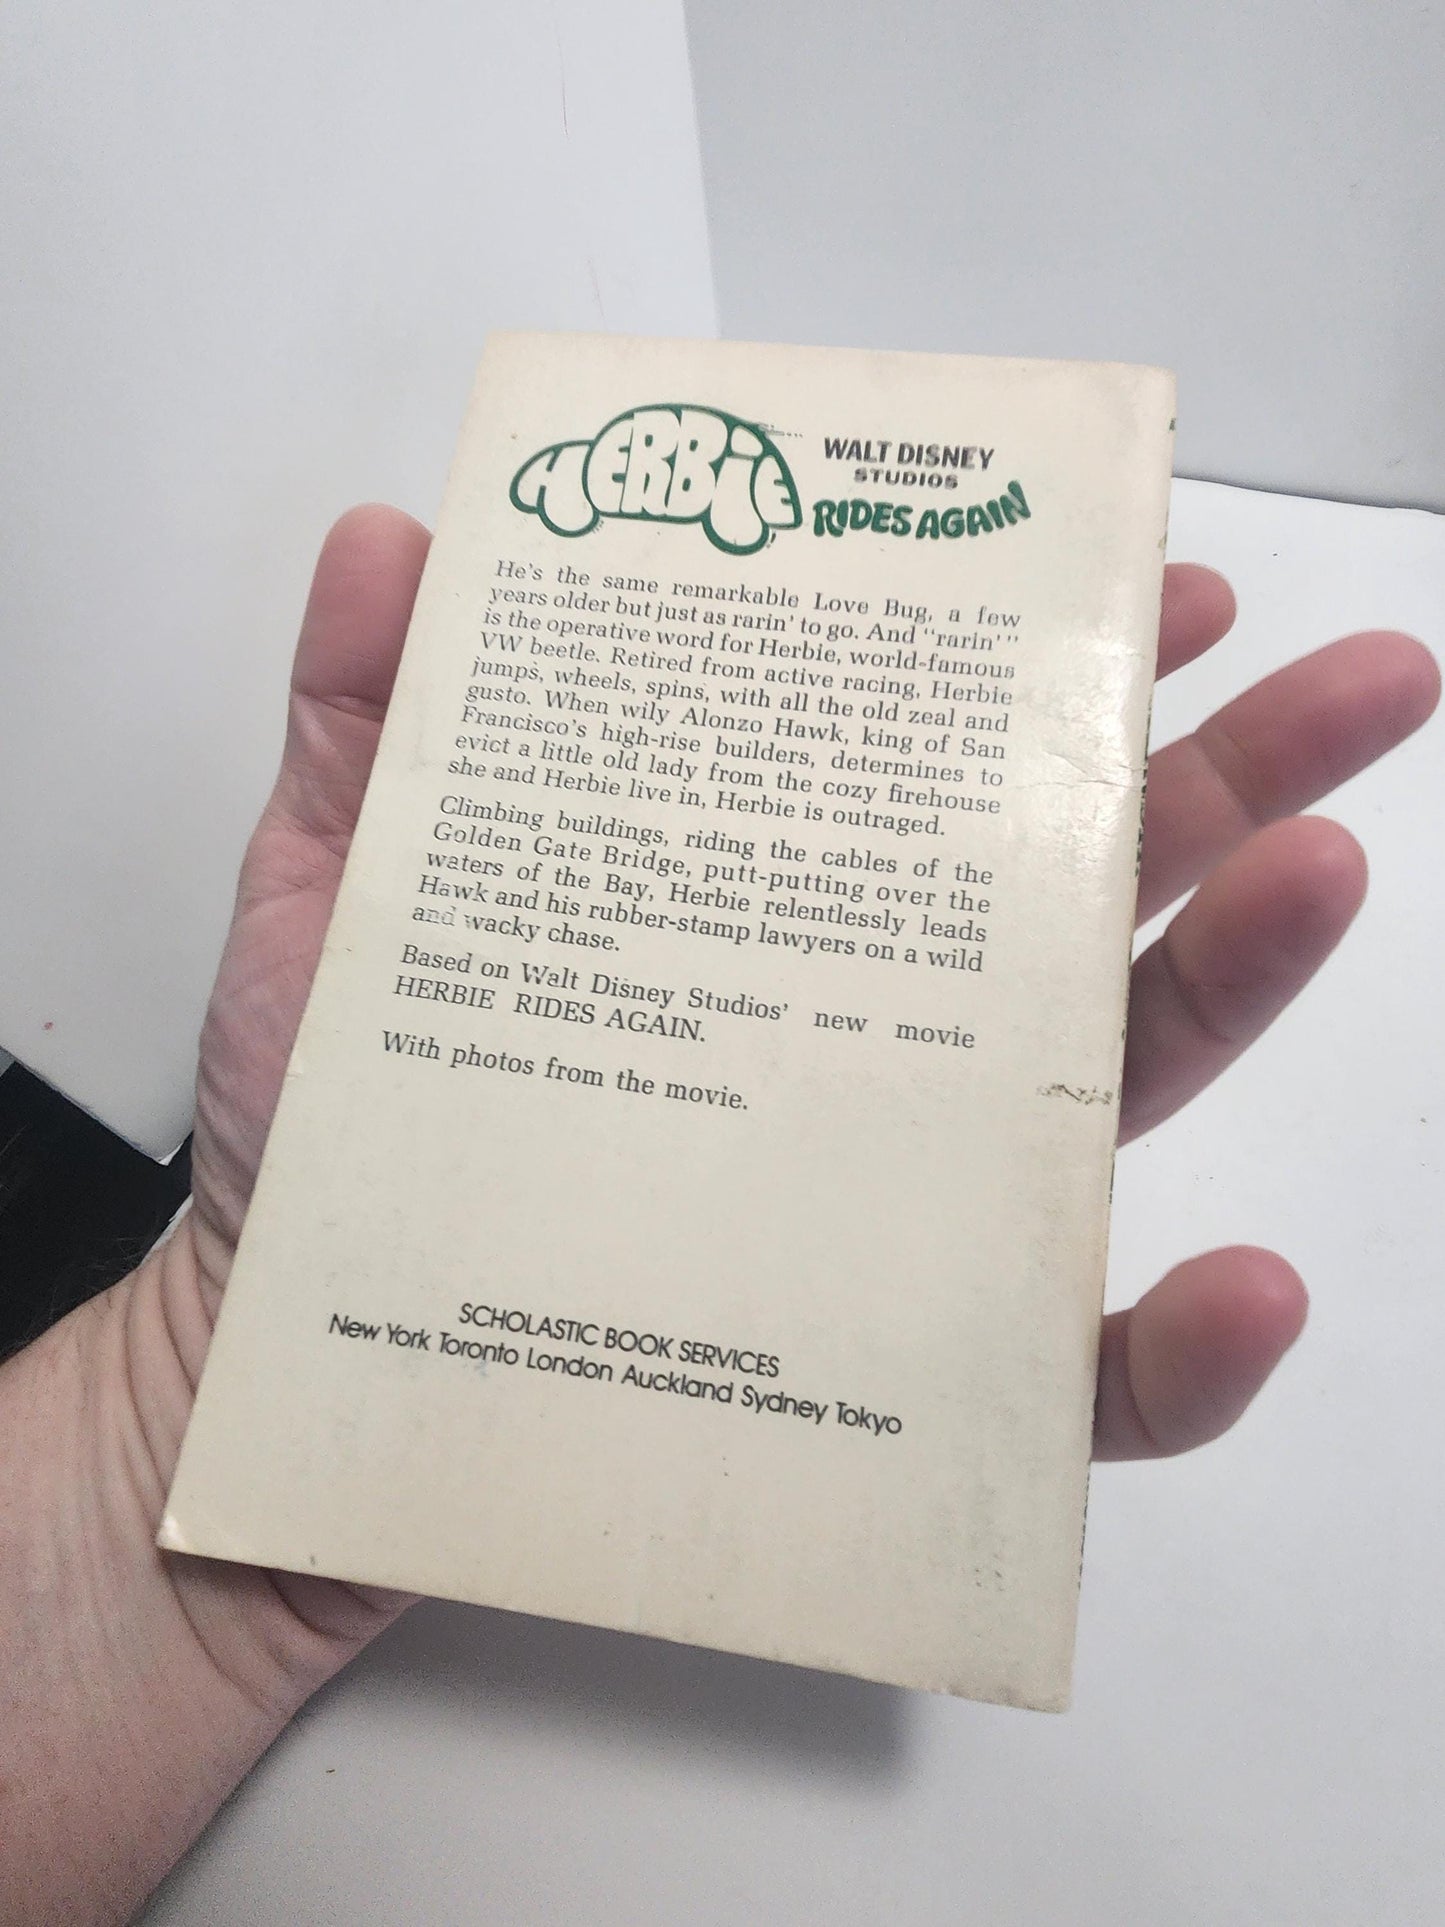 HERBIE
WALT DISNEY
STUDIOS
RIDES AGAIN
He's the same remarkable Love Bug, a few
years older but just as rarin' to go. And "rarin'"
is the operative word for Herbie, world-famous
VW beetle. Retired from active racing, Herbie
jumps, wheels, spins, with all the old zeal and
gusto. When wily Alonzo Hawk, king of San
Francisco's high-rise builders, determines to
evict a little old lady from the cozy firehouse
she and Herbie live in, Herbie is outraged.
Climbing buildings, riding the cables of the
Golden Gate Bridge, putt-putting over the
waters of the Bay, Herbie relentlessly leads
Hawk and his rubber-stamp lawyers on a wild
and wacky chase.
Based on Walt Disney Studios' new movie
HERBIE RIDES AGAIN.
With photos from the movie.
SCHOLASTIC BOOK SERVICES
New York Toronto London Auckland Sydney Tokyo